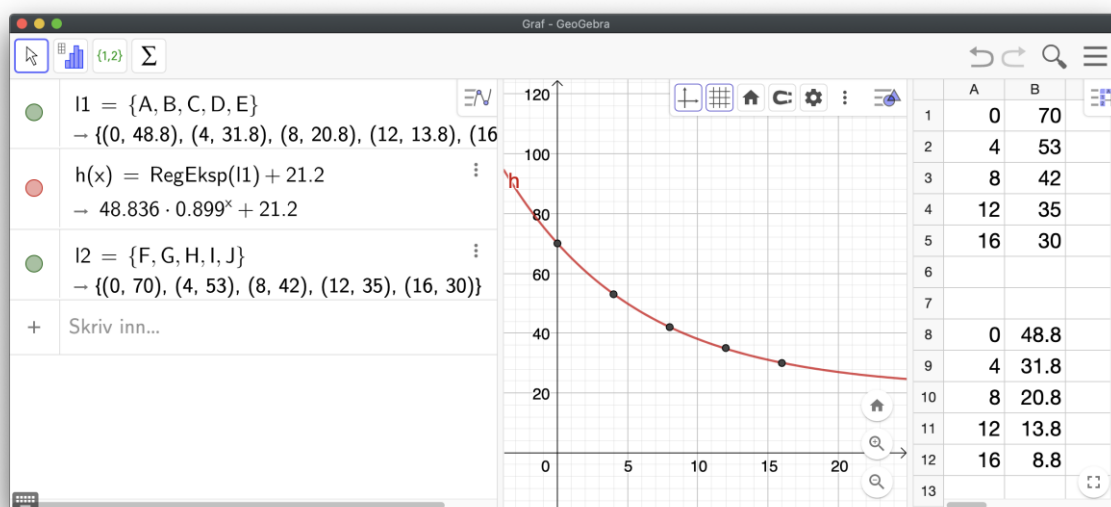 Graf - GeoGebra
{1,2} Σ
l1 = {A, B, C, D, E}
→ {(0, 48.8), (4, 31.8), (8, 20.8), (12, 13.8), (16
h(x) = RegEksp(l1) + 21.2
→ 48.836 · 0.899ˣ + 21.2
l2 = {F, G, H, I, J}
→ {(0, 70), (4, 53), (8, 42), (12, 35), (16, 30)}
+ Skriv inn...
120
100
h
80
60
40
20
0 5 10 15 20
A B
1 0 70
2 4 53
3 8 42
4 12 35
5 16 30
6
7
8 0 48.8
9 4 31.8
10 8 20.8
11 12 13.8
12 16 8.8
13